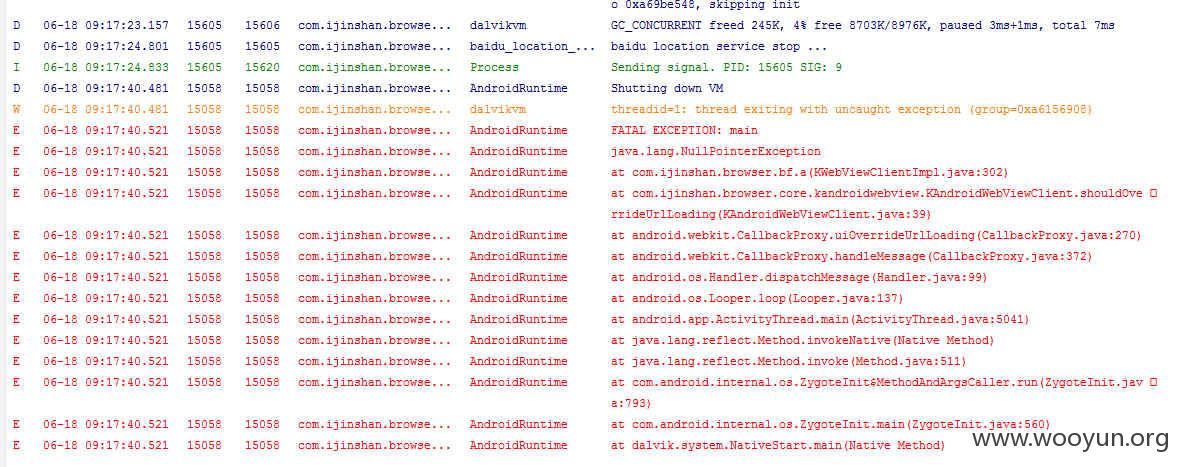 o 0xa69be548, skipping init
D 06-18 09:17:23.157 15605 15606 com.ijinshan.browse... dalvikvm GC_CONCURRENT freed 245K, 4% free 8703K/8976K, paused 3ms+1ms, total 7ms
D 06-18 09:17:24.801 15605 15605 com.ijinshan.browse... baidu_location_... baidu location service stop ...
I 06-18 09:17:24.833 15605 15620 com.ijinshan.browse... Process Sending signal. PID: 15605 SIG: 9
D 06-18 09:17:40.481 15058 15058 com.ijinshan.browse... AndroidRuntime Shutting down VM
W 06-18 09:17:40.481 15058 15058 com.ijinshan.browse... dalvikvm threadid=1: thread exiting with uncaught exception (group=0xa6156908)
E 06-18 09:17:40.521 15058 15058 com.ijinshan.browse... AndroidRuntime FATAL EXCEPTION: main
E 06-18 09:17:40.521 15058 15058 com.ijinshan.browse... AndroidRuntime java.lang.NullPointerException
E 06-18 09:17:40.521 15058 15058 com.ijinshan.browse... AndroidRuntime at com.ijinshan.browser.bf.a(KWebViewClientImpl.java:302)
E 06-18 09:17:40.521 15058 15058 com.ijinshan.browse... AndroidRuntime at com.ijinshan.browser.core.kandroidwebview.KAndroidWebViewClient.shouldOve
rrideUrlLoading(KAndroidWebViewClient.java:39)
E 06-18 09:17:40.521 15058 15058 com.ijinshan.browse... AndroidRuntime at android.webkit.CallbackProxy.uiOverrideUrlLoading(CallbackProxy.java:270)
E 06-18 09:17:40.521 15058 15058 com.ijinshan.browse... AndroidRuntime at android.webkit.CallbackProxy.handleMessage(CallbackProxy.java:372)
E 06-18 09:17:40.521 15058 15058 com.ijinshan.browse... AndroidRuntime at android.os.Handler.dispatchMessage(Handler.java:99)
E 06-18 09:17:40.521 15058 15058 com.ijinshan.browse... AndroidRuntime at android.os.Looper.loop(Looper.java:137)
E 06-18 09:17:40.521 15058 15058 com.ijinshan.browse... AndroidRuntime at android.app.ActivityThread.main(ActivityThread.java:5041)
E 06-18 09:17:40.521 15058 15058 com.ijinshan.browse... AndroidRuntime at java.lang.reflect.Method.invokeNative(Native Method)
E 06-18 09:17:40.521 15058 15058 com.ijinshan.browse... AndroidRuntime at java.lang.reflect.Method.invoke(Method.java:511)
E 06-18 09:17:40.521 15058 15058 com.ijinshan.browse... AndroidRuntime at com.android.internal.os.ZygoteInit$MethodAndArgsCaller.run(ZygoteInit.jav
a:793)
E 06-18 09:17:40.521 15058 15058 com.ijinshan.browse... AndroidRuntime at com.android.internal.os.ZygoteInit.main(ZygoteInit.java:560)
E 06-18 09:17:40.521 15058 15058 com.ijinshan.browse... AndroidRuntime at dalvik.system.NativeStart.main(Native Method)
www.wooyun.org